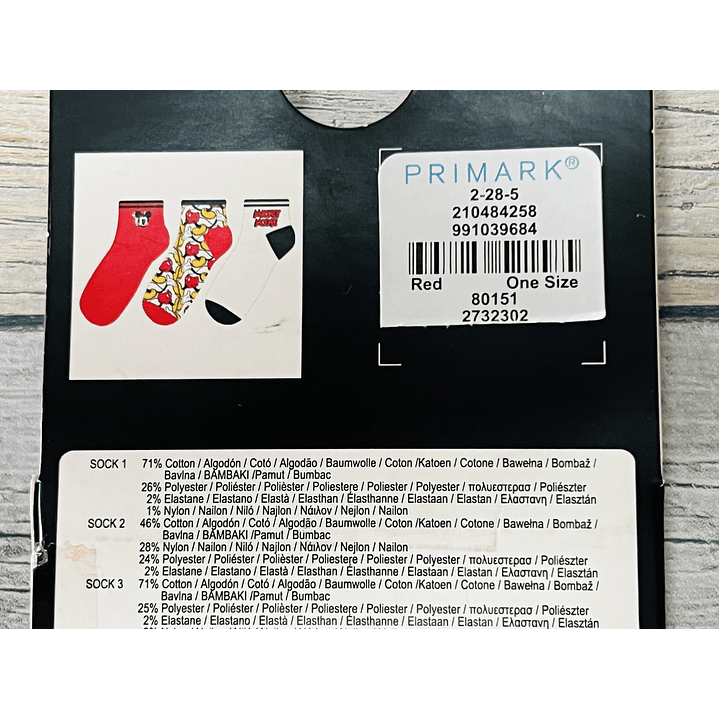 PRIMARK®
2-28-5
210484258
991039684
Red One Size
80151
2732302
SOCK 1 71% Cotton / Algodón / Cotó / Algodão / Baumwolle / Coton /Katoen / Cotone / Bawełna / Bombaž /
Bavlna / BAMBAKI /Pamut / Bumbac
26% Polyester / Poliéster / Polièster / Poliestere / Poliester / Polyester / πολυεστερασ / Poliészter
2% Elastane / Elastano / Elastà / Elasthan / Élasthanne / Elastaan / Elastan / Ελαστανη / Elasztán
1% Nylon / Nailon / Niló / Najlon / Νάιλον / Nejlon / Nailon
SOCK 2 46% Cotton / Algodón / Cotó / Algodão / Baumwolle / Coton /Katoen / Cotone / Bawełna / Bombaž /
Bavlna / BAMBAKI /Pamut / Bumbac
28% Nylon / Nailon / Niló / Najlon / Νάιλον / Nejlon / Nailon
24% Polyester / Poliéster / Polièster / Poliestere / Poliester / Polyester / πολυεστερασ / Poliészter
2% Elastane / Elastano / Elastà / Elasthan / Élasthanne / Elastaan / Elastan / Ελαστανη / Elasztán
SOCK 3 71% Cotton / Algodón / Cotó / Algodão / Baumwolle / Coton /Katoen / Cotone / Bawełna / Bombaž /
Bavlna / BAMBAKI /Pamut / Bumbac
25% Polyester / Poliéster / Polièster / Poliestere / Poliester / Polyester / πολυεστερασ / Poliészter
2% Elastane / Elastano / Elastà / Elasthan / Élasthanne / Elastaan / Elastan / Ελαστανη / Elasztán